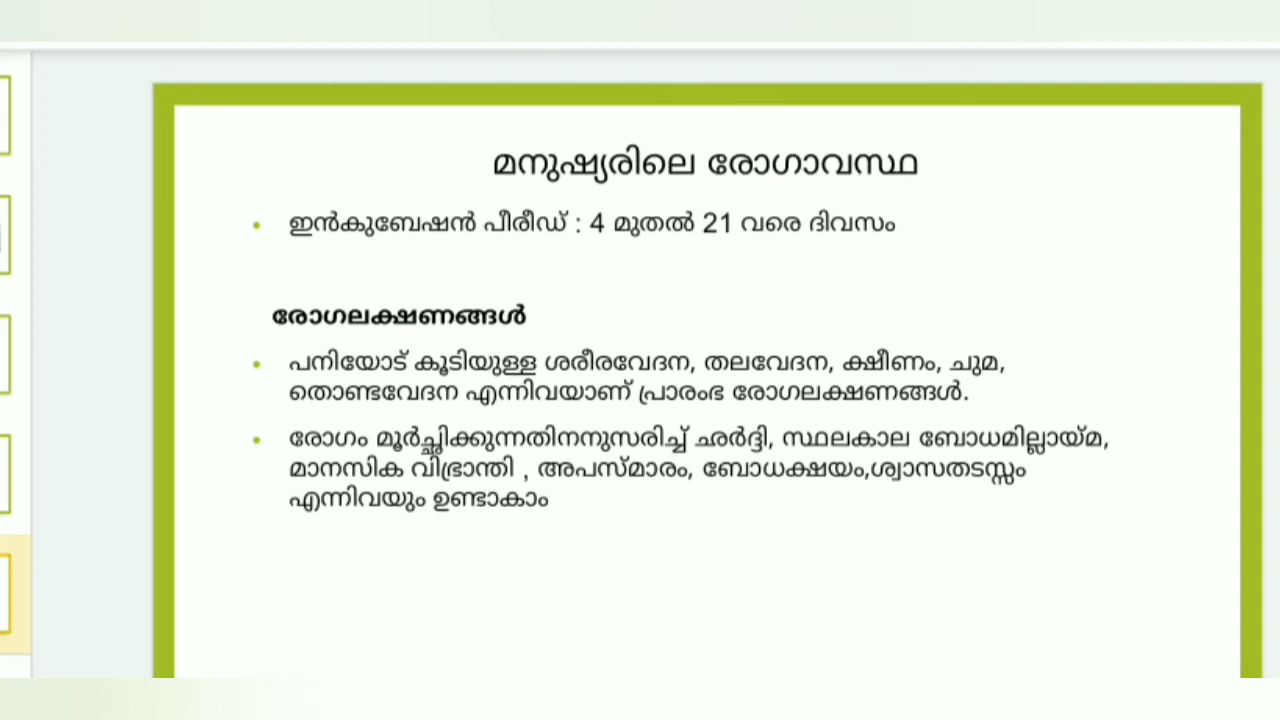 മനുഷ്യരിലെ രോഗാവസ്ഥ
• ഇൻകുബേഷൻ പീരീഡ് : 4 മുതൽ 21 വരെ ദിവസം
രോഗലക്ഷണങ്ങൾ
• പനിയോട് കൂടിയുള്ള ശരീരവേദന, തലവേദന, ക്ഷീണം, ചുമ,
തൊണ്ടവേദന എന്നിവയാണ് പ്രാരംഭ രോഗലക്ഷണങ്ങൾ.
• രോഗം മൂർച്ഛിക്കുന്നതിനനുസരിച്ച് ഛർദ്ദി, സ്ഥലകാല ബോധമില്ലായ്മ,
മാനസിക വിഭ്രാന്തി , അപസ്മാരം, ബോധക്ഷയം,ശ്വാസതടസ്സം
എന്നിവയും ഉണ്ടാകാം